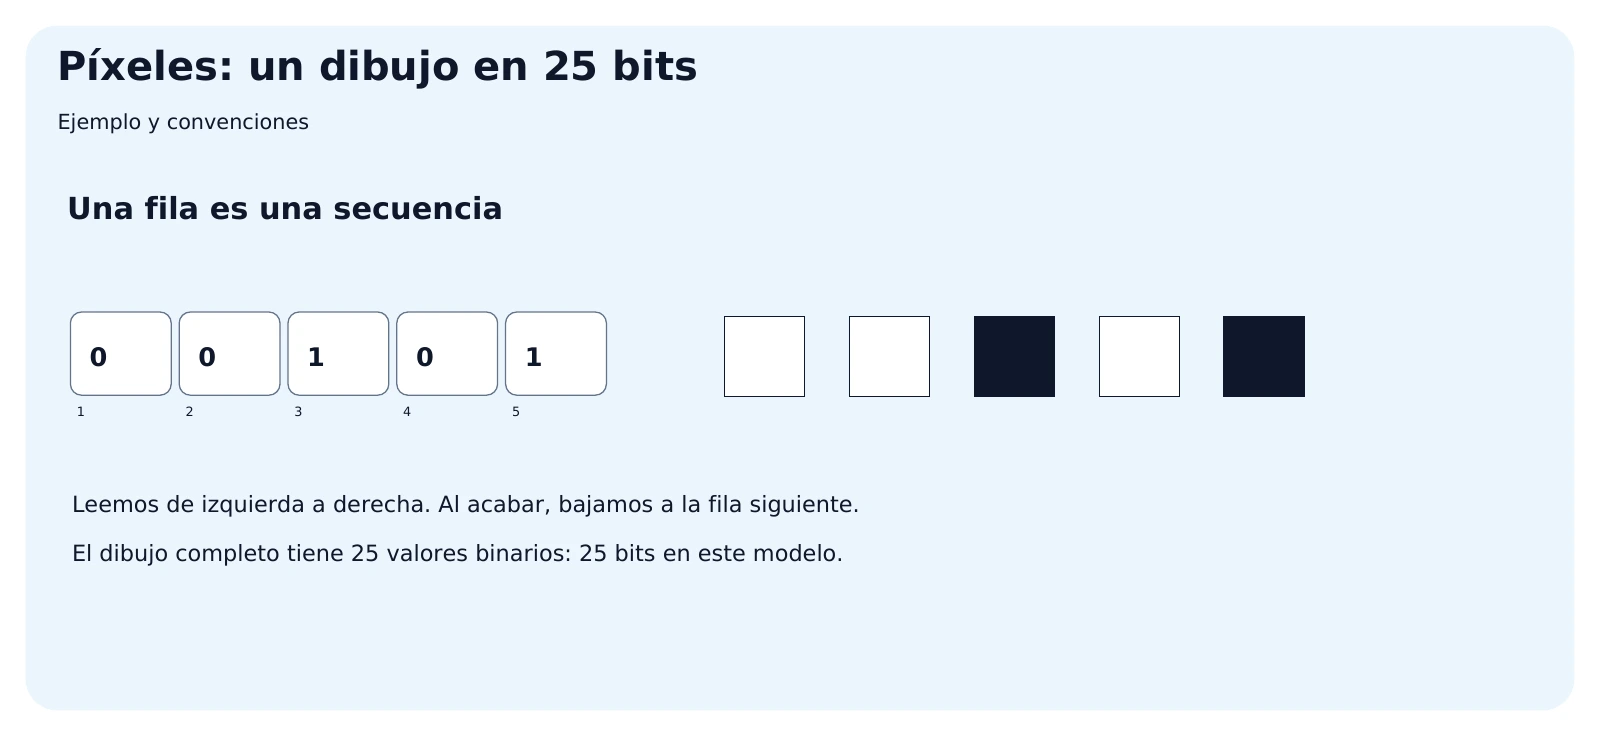 Píxeles: un dibujo en 25 bits
Ejemplo y convenciones
Una fila es una secuencia
0 0 1 0 1
1 2 3 4 5
Leemos de izquierda a derecha. Al acabar, bajamos a la fila siguiente.
El dibujo completo tiene 25 valores binarios: 25 bits en este modelo.